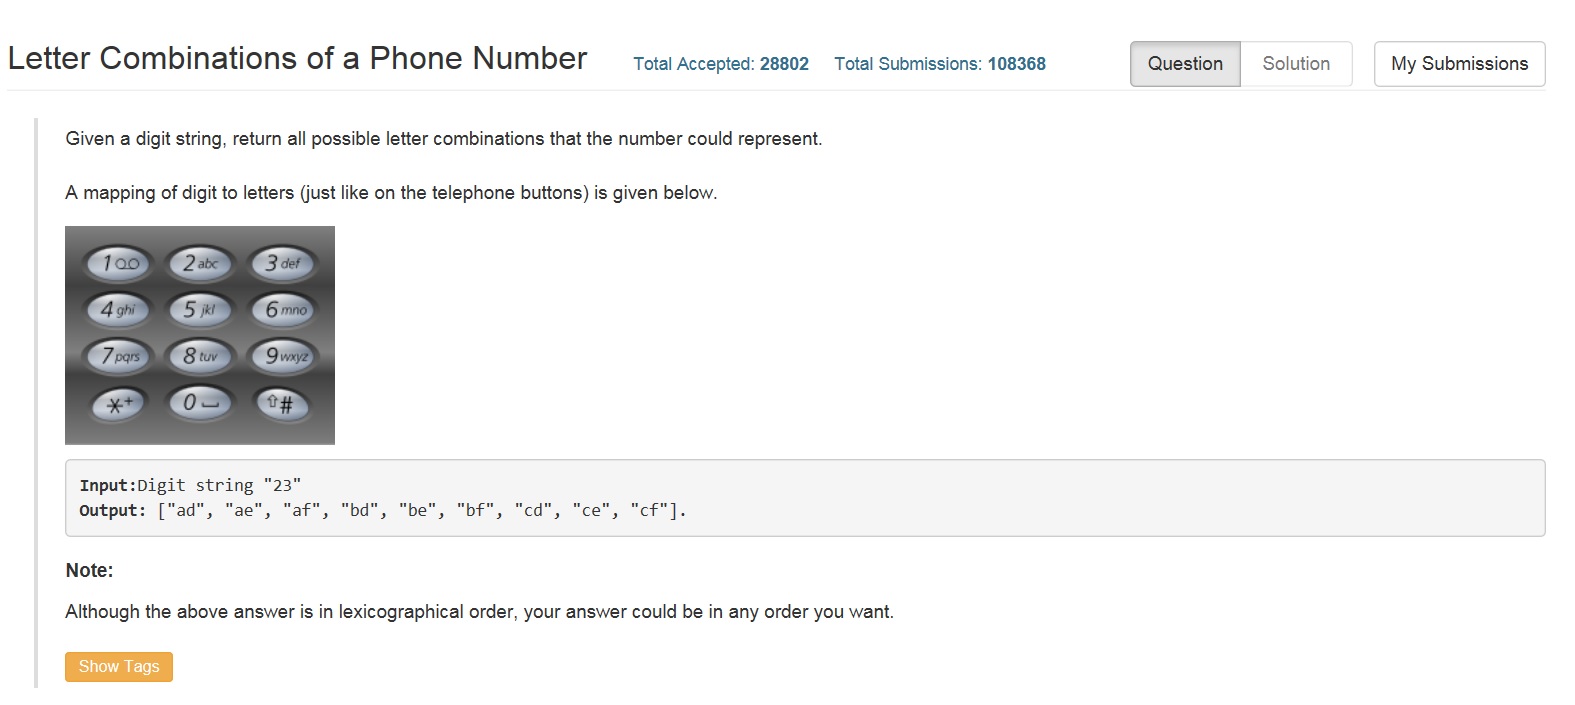 Letter Combinations of a Phone Number Total Accepted: 28802 Total Submissions: 108368 Question Solution My Submissions
Given a digit string, return all possible letter combinations that the number could represent.
A mapping of digit to letters (just like on the telephone buttons) is given below.
1 2 abc 3 def
4 ghi 5 jkl 6 mno
7 pqrs 8 tuv 9 wxyz
*+ 0 #
Input:Digit string "23"
Output: ["ad", "ae", "af", "bd", "be", "bf", "cd", "ce", "cf"].
Note:
Although the above answer is in lexicographical order, your answer could be in any order you want.
Show Tags